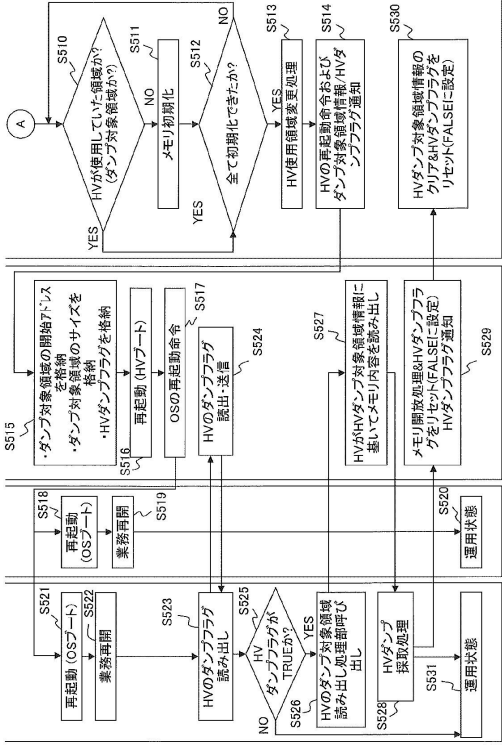 A
S510
HVが使用していた領域か?
(ダンプ対象領域か?)
YES
NO
S511
メモリ初期化
S512
NO
全て初期化できたか?
YES
S513
HV使用領域変更処理
S514
HVの再起動命令および
ダンプ対象領域情報/HVダ
ンプフラグ通知
S515
・ダンプ対象領域の開始アドレス
を格納
・ダンプ対象領域のサイズを
格納
・HVダンプフラグを格納
S516
再起動(HVブート)
S517
OSの再起動命令
S518
再起動
(OSブート)
S519
業務再開
S520
運用状態
S521
再起動(OSブート)
S522
業務再開
S523
HVのダンプフラグ
読み出し
S524
HVのダンプフラグ
読出・送信
S525
HV
ダンプフラグが
TRUEか?
YES
NO
S526
HVのダンプ対象領域
読み出し処理部呼び
出し
S527
HVがHVダンプ対象領域情報に
基いてメモリ内容を読み出し
S528
HVダンプ
採取処理
S529
メモリ開放処理&HVダンプフラ
グをリセット(FALSEに設定)
HVダンプフラグ通知
S530
HVダンプ対象領域情報の
クリア&HVダンプフラグを
リセット(FALSEに設定)
S531
運用状態